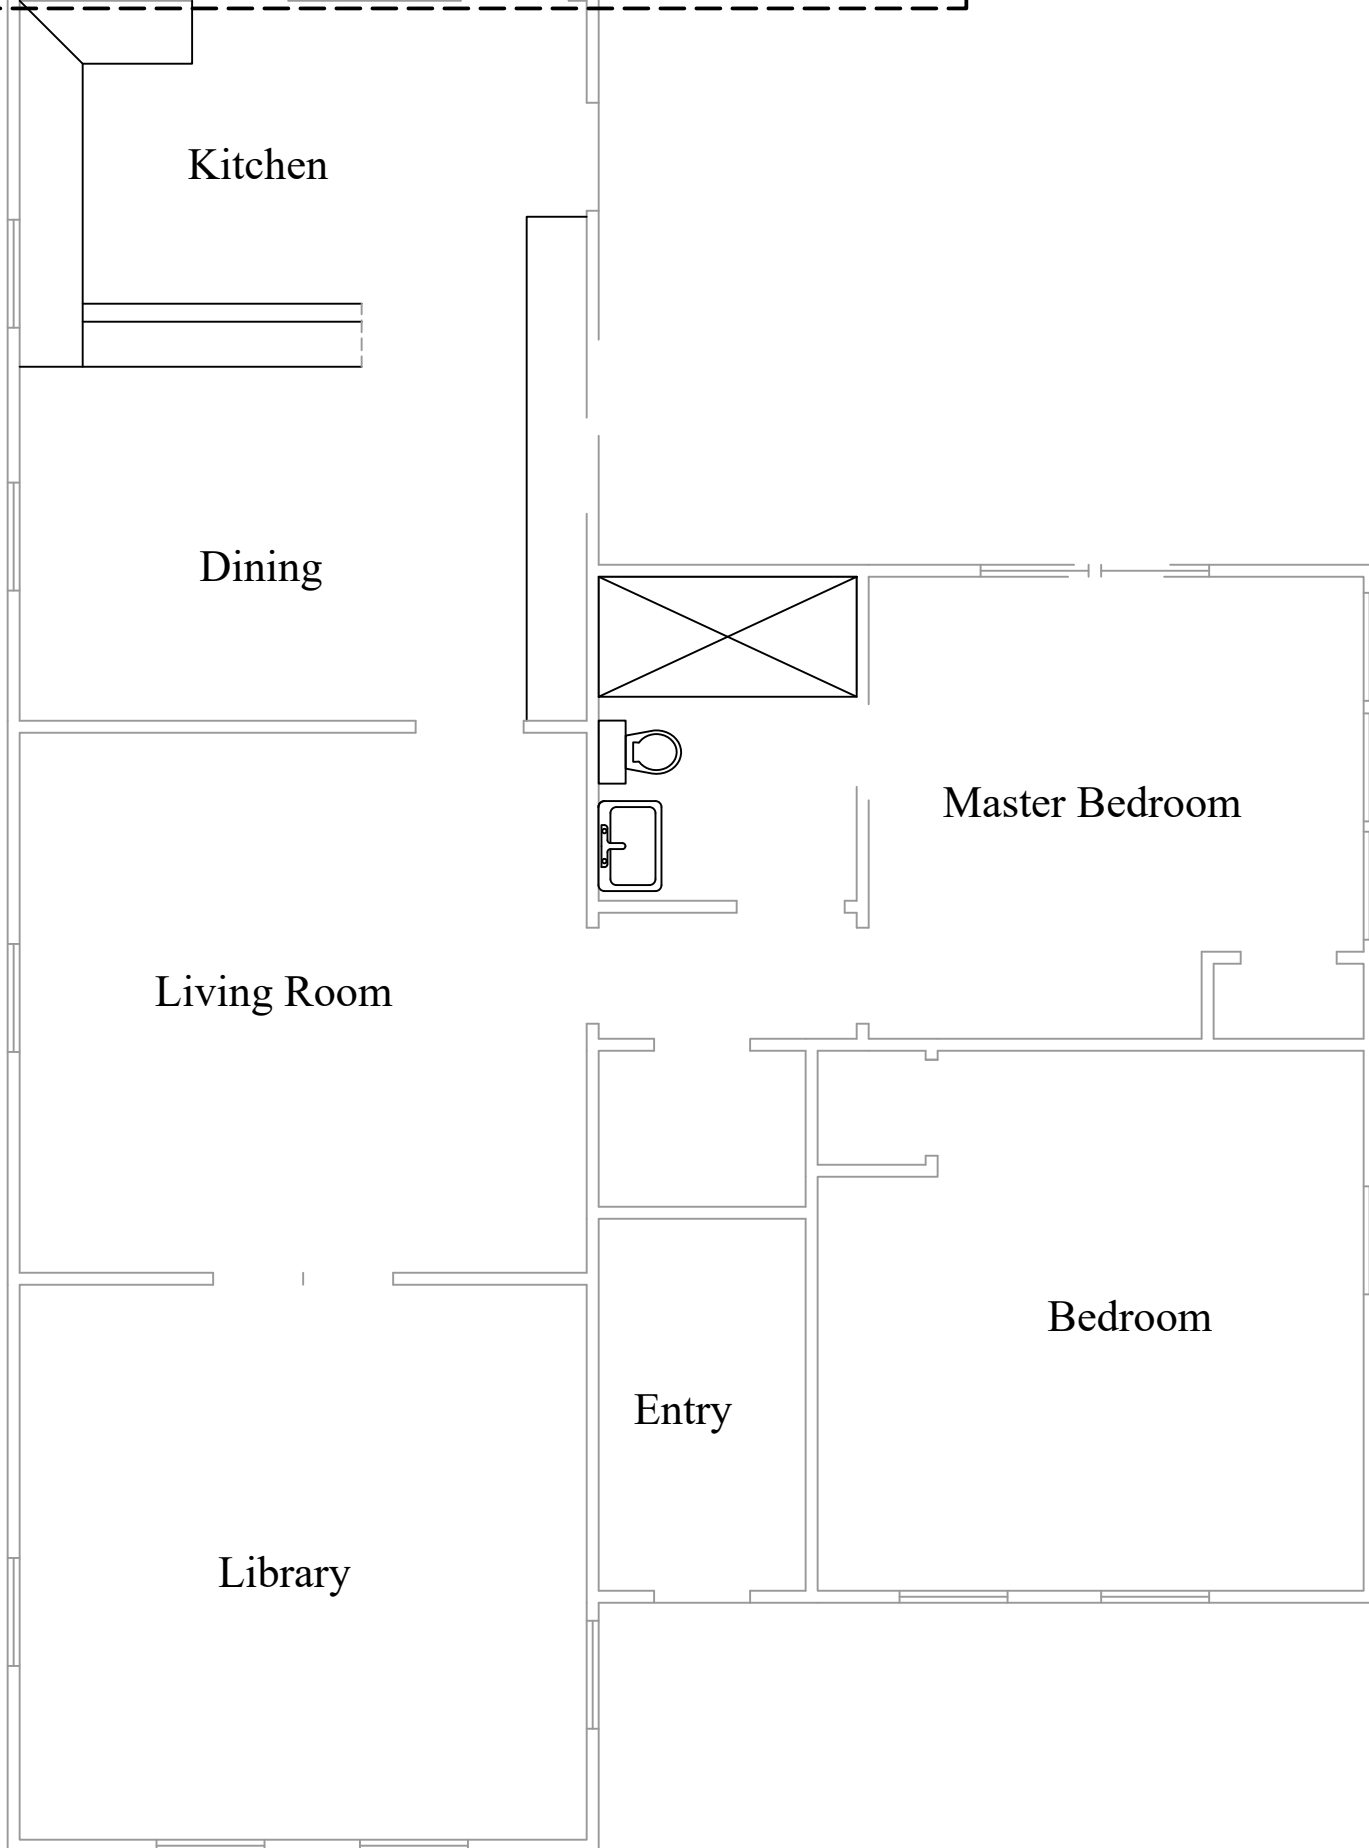 Kitchen
Dining
Master Bedroom
Living Room
Bedroom
Entry
Library